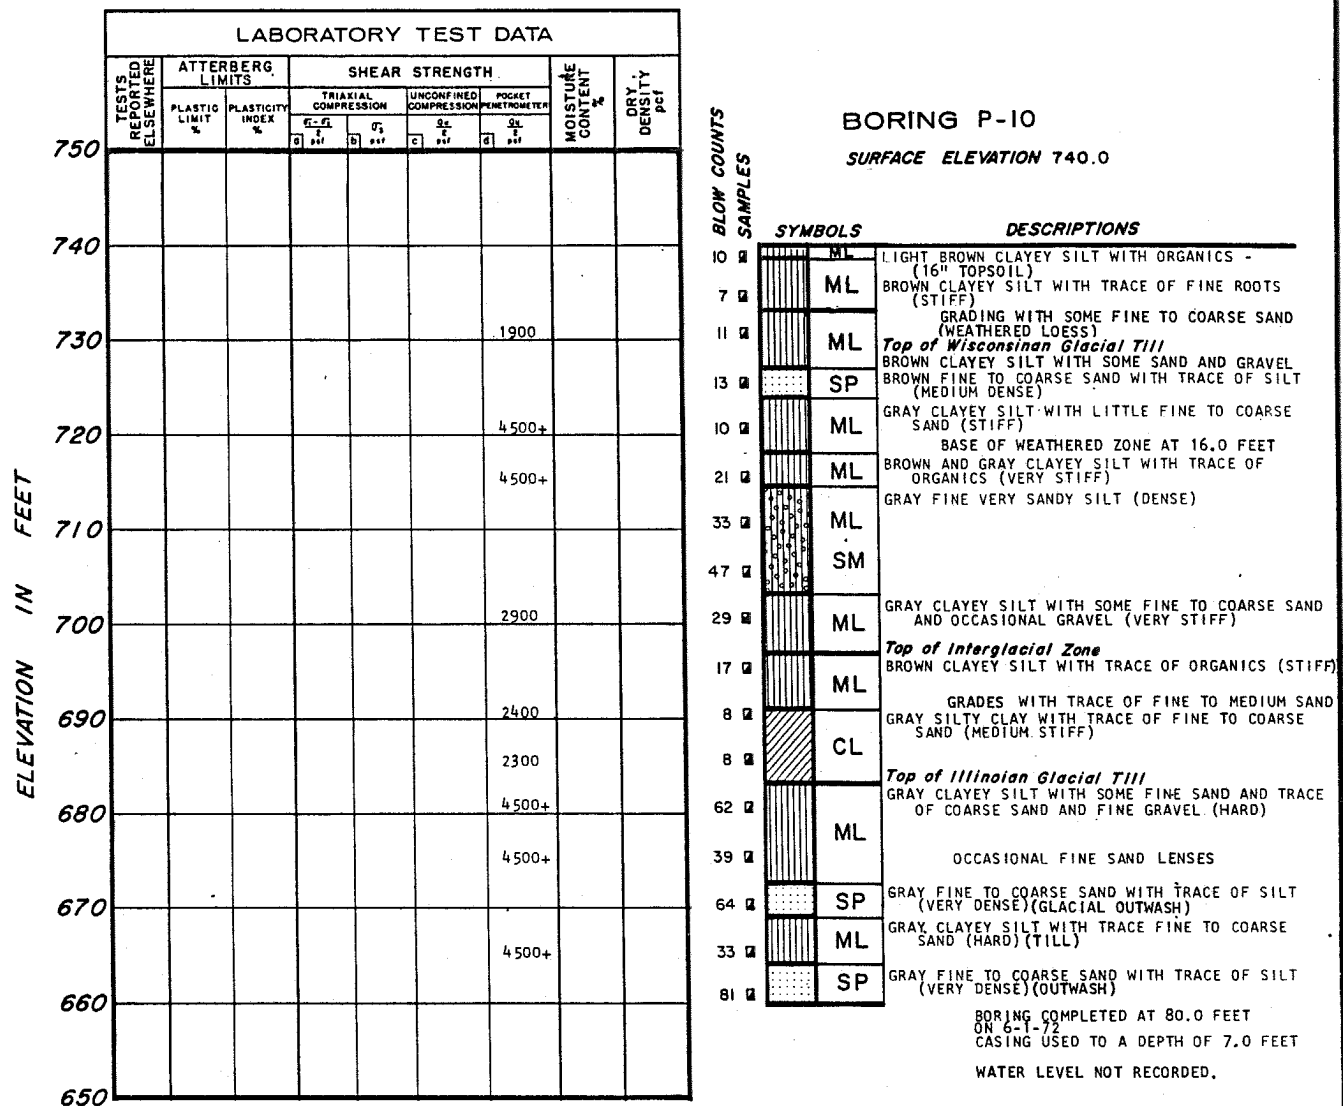 LABORATORY TEST DATA
TESTS REPORTED ELSEWHERE
ATTERBERG LIMITS
SHEAR STRENGTH
MOISTURE CONTENT %
DRY DENSITY pcf
PLASTIC LIMIT %
PLASTICITY INDEX %
TRIAXIAL COMPRESSION
UNCONFINED COMPRESSION
POCKET PENETROMETER
a psf
b psf
c psf
d psf
ELEVATION IN FEET
750
740
730
720
710
700
690
680
670
660
650
1900
4500+
4500+
2900
2400
2300
4500+
4500+
4500+
BORING P-10
SURFACE ELEVATION 740.0
BLOW COUNTS
SAMPLES
SYMBOLS
DESCRIPTIONS
10 ML LIGHT BROWN CLAYEY SILT WITH ORGANICS -
(16" TOPSOIL)
7 ML BROWN CLAYEY SILT WITH TRACE OF FINE ROOTS
(STIFF)
GRADING WITH SOME FINE TO COARSE SAND
(WEATHERED LOESS)
11 ML Top of Wisconsinan Glacial Till
BROWN CLAYEY SILT WITH SOME SAND AND GRAVEL
13 SP BROWN FINE TO COARSE SAND WITH TRACE OF SILT
(MEDIUM DENSE)
10 ML GRAY CLAYEY SILT WITH LITTLE FINE TO COARSE
SAND (STIFF)
BASE OF WEATHERED ZONE AT 16.0 FEET
21 ML BROWN AND GRAY CLAYEY SILT WITH TRACE OF
ORGANICS (VERY STIFF)
GRAY FINE VERY SANDY SILT (DENSE)
33 ML
47 SM
29 ML GRAY CLAYEY SILT WITH SOME FINE TO COARSE SAND
AND OCCASIONAL GRAVEL (VERY STIFF)
Top of Interglacial Zone
17 ML BROWN CLAYEY SILT WITH TRACE OF ORGANICS (STIFF)
GRADES WITH TRACE OF FINE TO MEDIUM SAND
8 GRAY SILTY CLAY WITH TRACE OF FINE TO COARSE
SAND (MEDIUM STIFF)
8 CL
Top of Illinoian Glacial Till
62 ML GRAY CLAYEY SILT WITH SOME FINE SAND AND TRACE
OF COARSE SAND AND FINE GRAVEL (HARD)
39 OCCASIONAL FINE SAND LENSES
64 SP GRAY FINE TO COARSE SAND WITH TRACE OF SILT
(VERY DENSE)(GLACIAL OUTWASH)
33 ML GRAY CLAYEY SILT WITH TRACE FINE TO COARSE
SAND (HARD)(TILL)
81 SP GRAY FINE TO COARSE SAND WITH TRACE OF SILT
(VERY DENSE)(OUTWASH)
BORING COMPLETED AT 80.0 FEET
ON 6-1-72
CASING USED TO A DEPTH OF 7.0 FEET
WATER LEVEL NOT RECORDED.